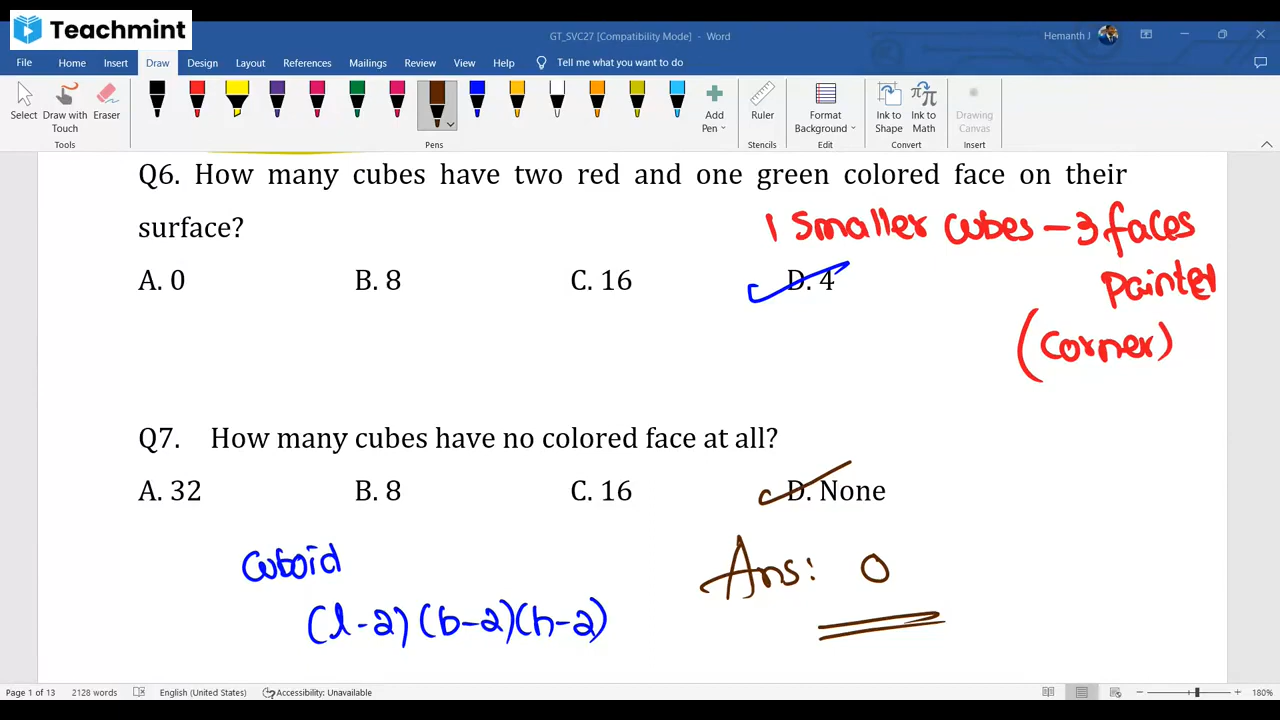 Teachmint
GT_SVC27 [Compatibility Mode] - Word
Hemanth J
File Home Insert Draw Design Layout References Mailings Review View Help Tell me what you want to do
Select
Draw with Touch
Eraser
Add Pen
Ruler
Format Background
Ink to Shape
Ink to Math
Drawing Canvas
Tools Pens Stencils Edit Convert Insert
Q6. How many cubes have two red and one green colored face on their
surface?
1 smaller cubes - 3 faces
painted
(corner)
A. 0 B. 8 C. 16 D. 4
Q7. How many cubes have no colored face at all?
A. 32 B. 8 C. 16 D. None
cuboid
(l-2)(b-2)(h-2)
Ans: 0
Page 1 of 13 2128 words English (United States) Accessibility: Unavailable 180%